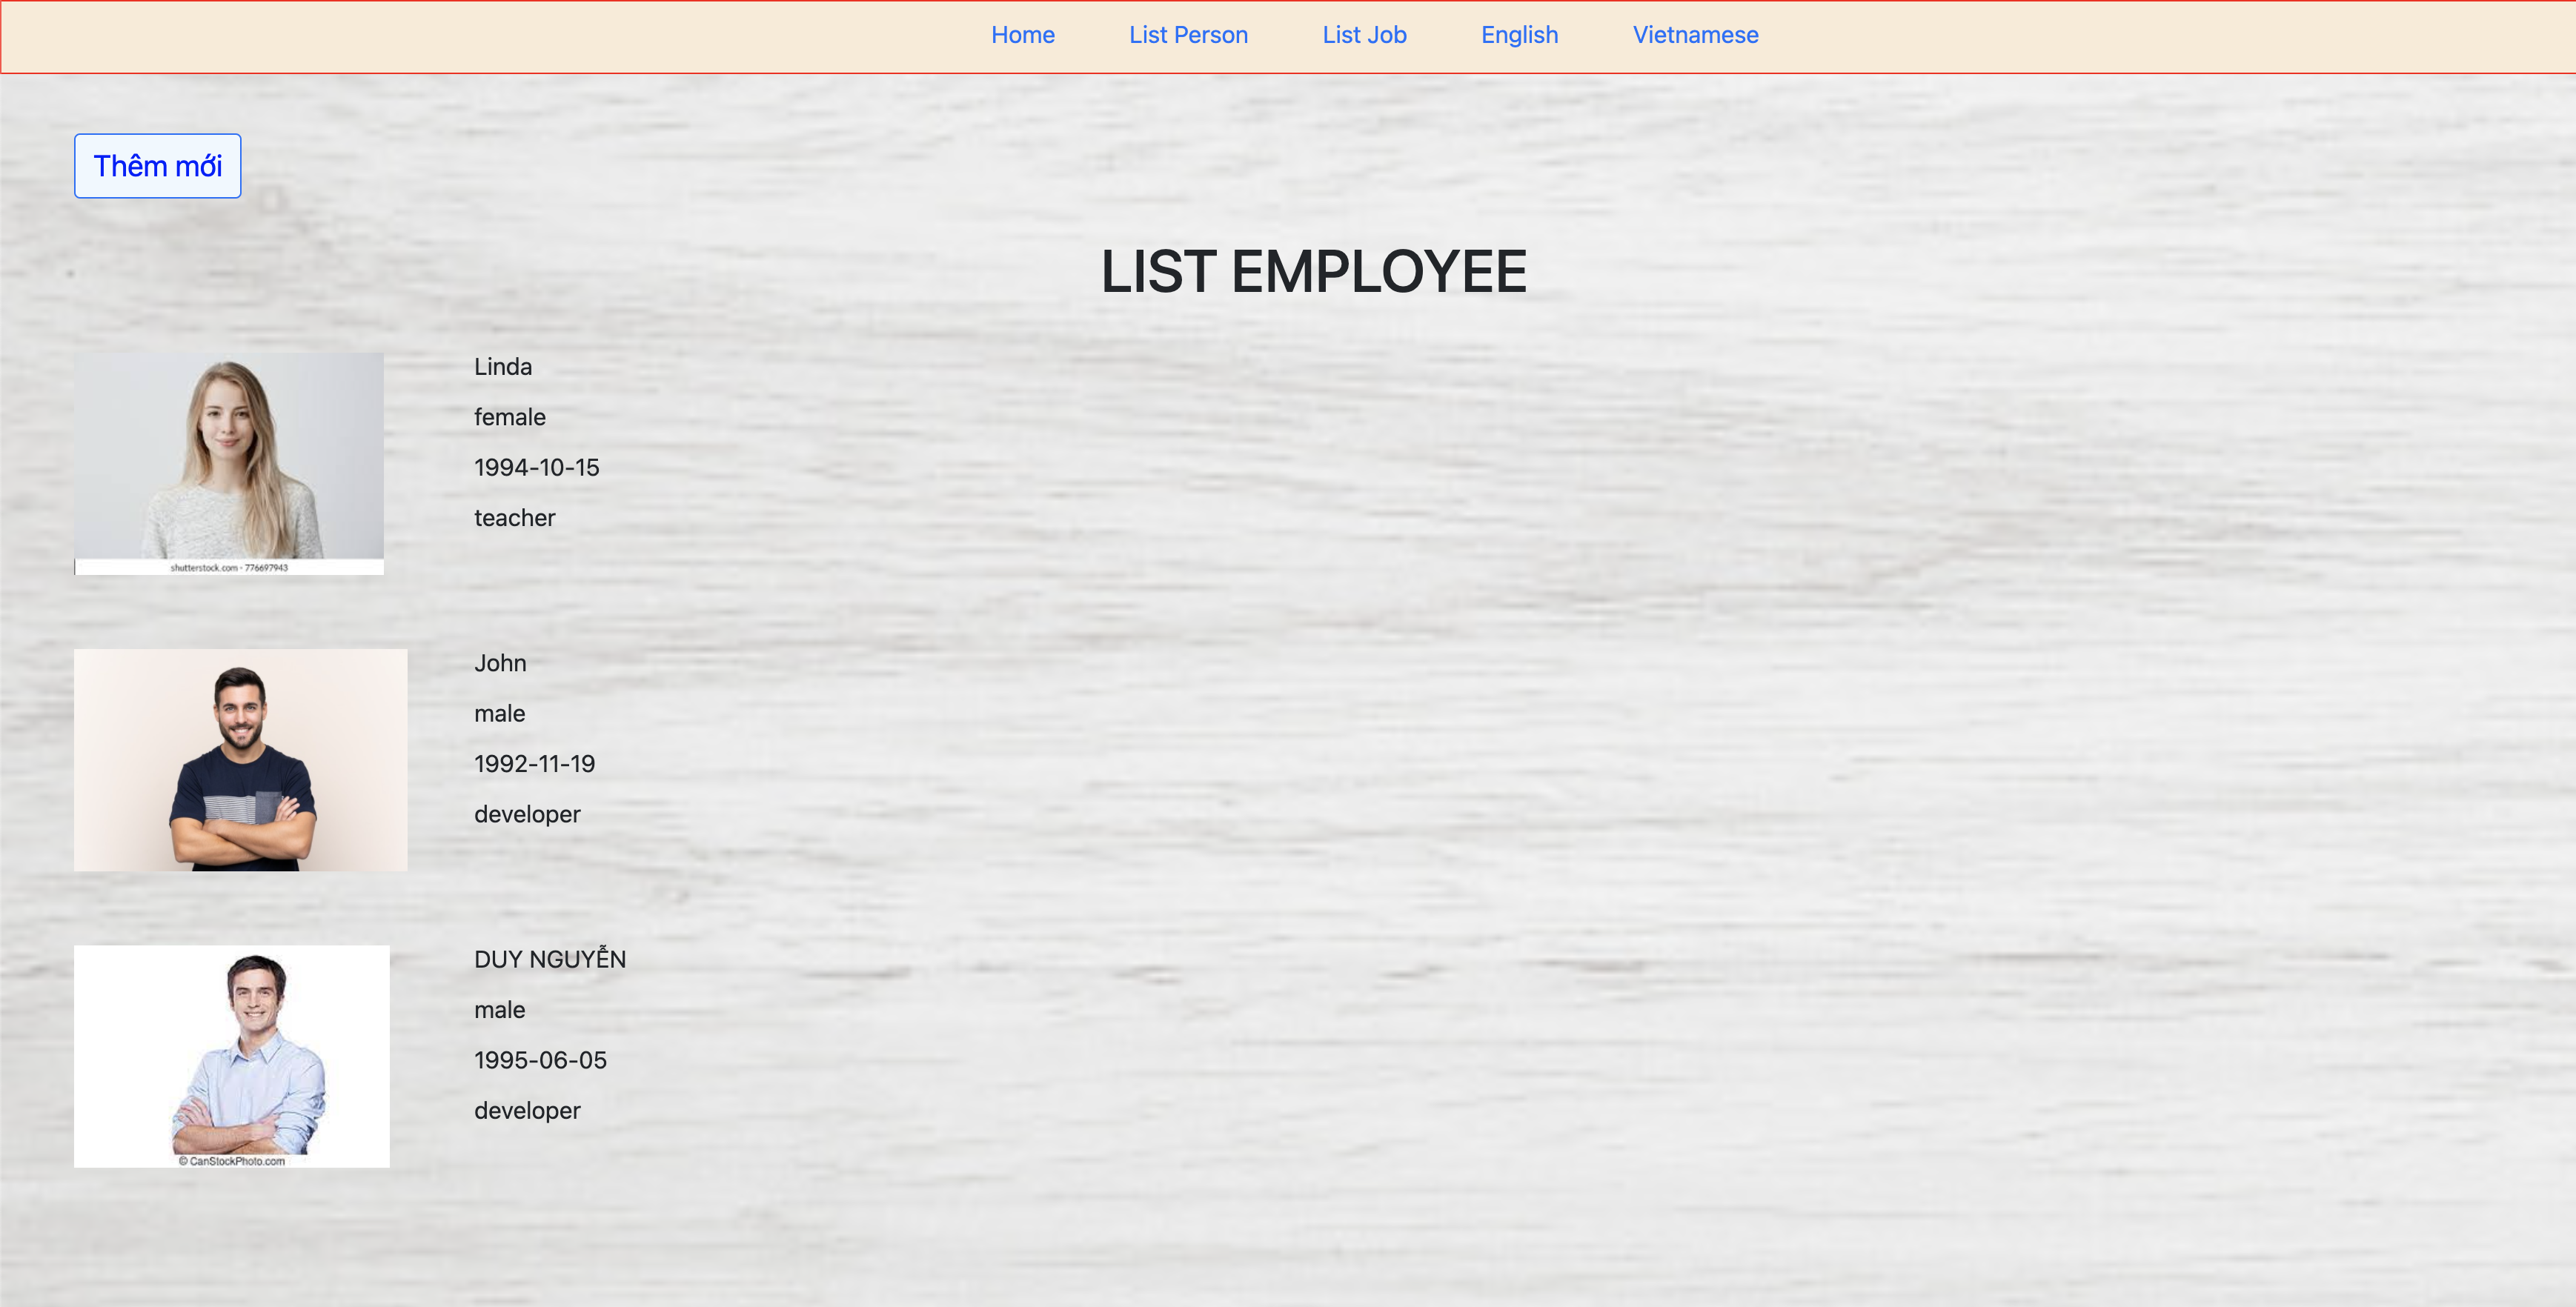 Home List Person List Job English Vietnamese
Thêm mới
LIST EMPLOYEE
Linda
female
1994-10-15
teacher
shutterstock.com · 776697943
John
male
1992-11-19
developer
DUY NGUYỄN
male
1995-06-05
developer
© CanStockPhoto.com